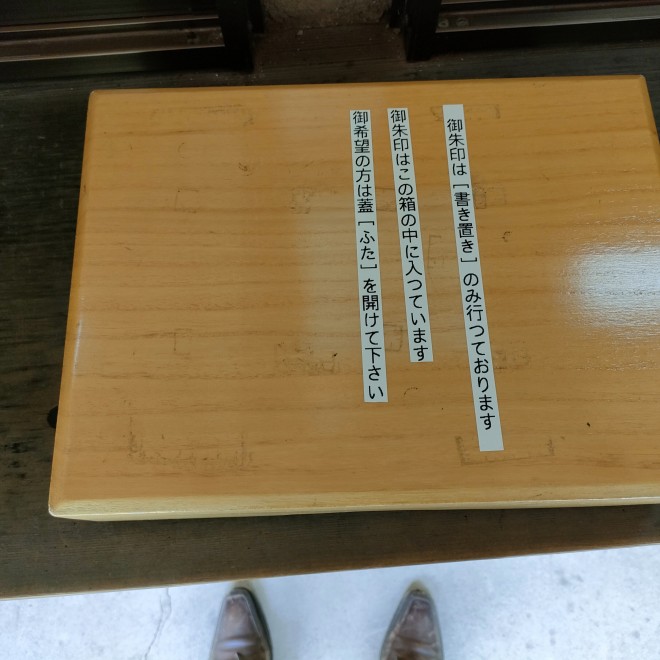 御朱印は［書き置き］のみ行つております
御朱印はこの箱の中に入つています
御希望の方は蓋［ふた］を開けて下さい